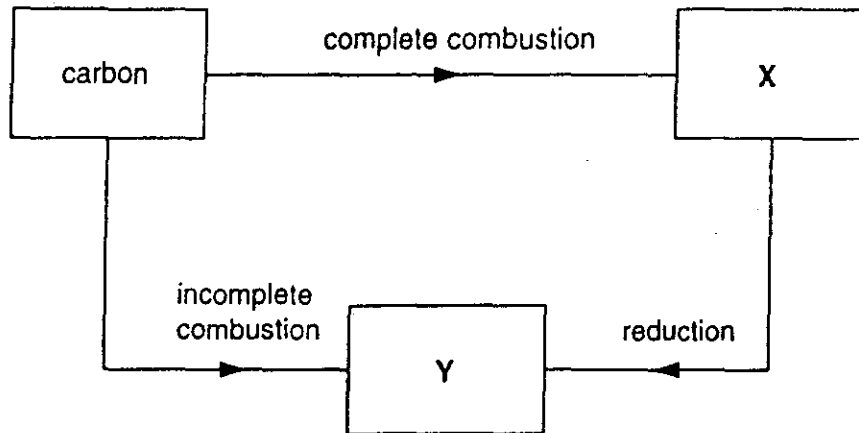 complete combustion
carbon
X
incomplete
combustion
reduction
Y